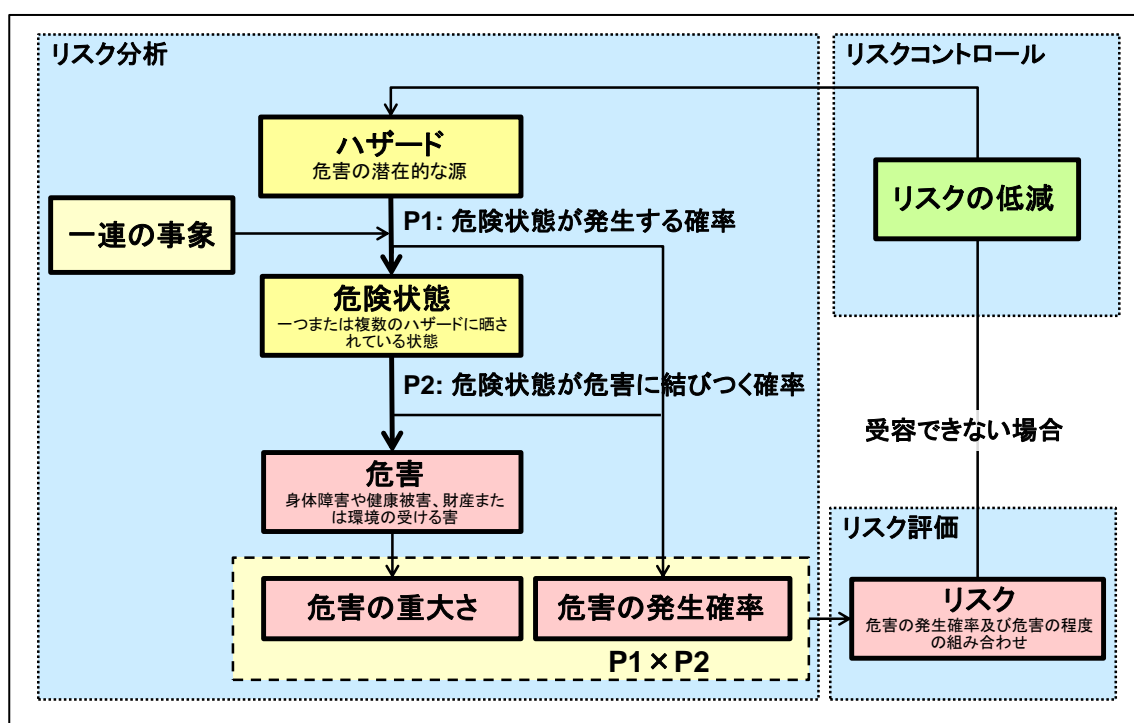 リスク分析
リスクコントロール
ハザード
危害の潜在的な源
リスクの低減
一連の事象
P1: 危険状態が発生する確率
危険状態
一つまたは複数のハザードに晒さ
れている状態
P2: 危険状態が危害に結びつく確率
受容できない場合
危害
身体障害や健康被害、財産また
は環境の受ける害
リスク評価
危害の重大さ
危害の発生確率
P1×P2
リスク
危害の発生確率及び危害の程度
の組み合わせ